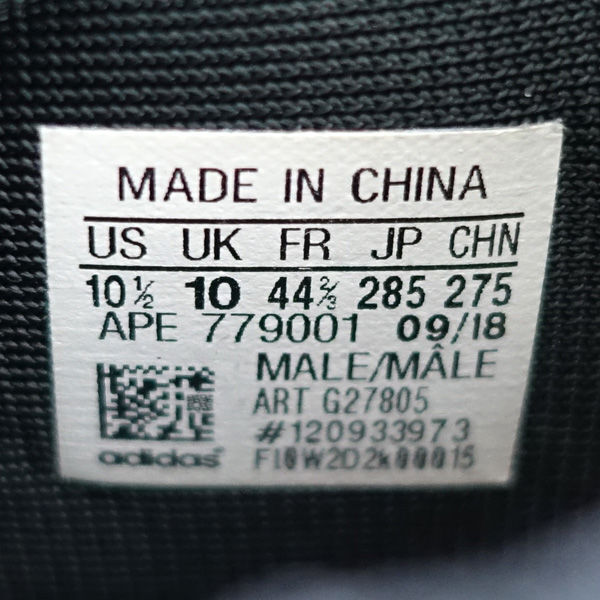 MADE IN CHINA
US UK FR JP CHN
10½ 10 44⅔ 285 275
APE 779001 09/18
MALE/MÂLE
ART G27805
#120933973
adidas